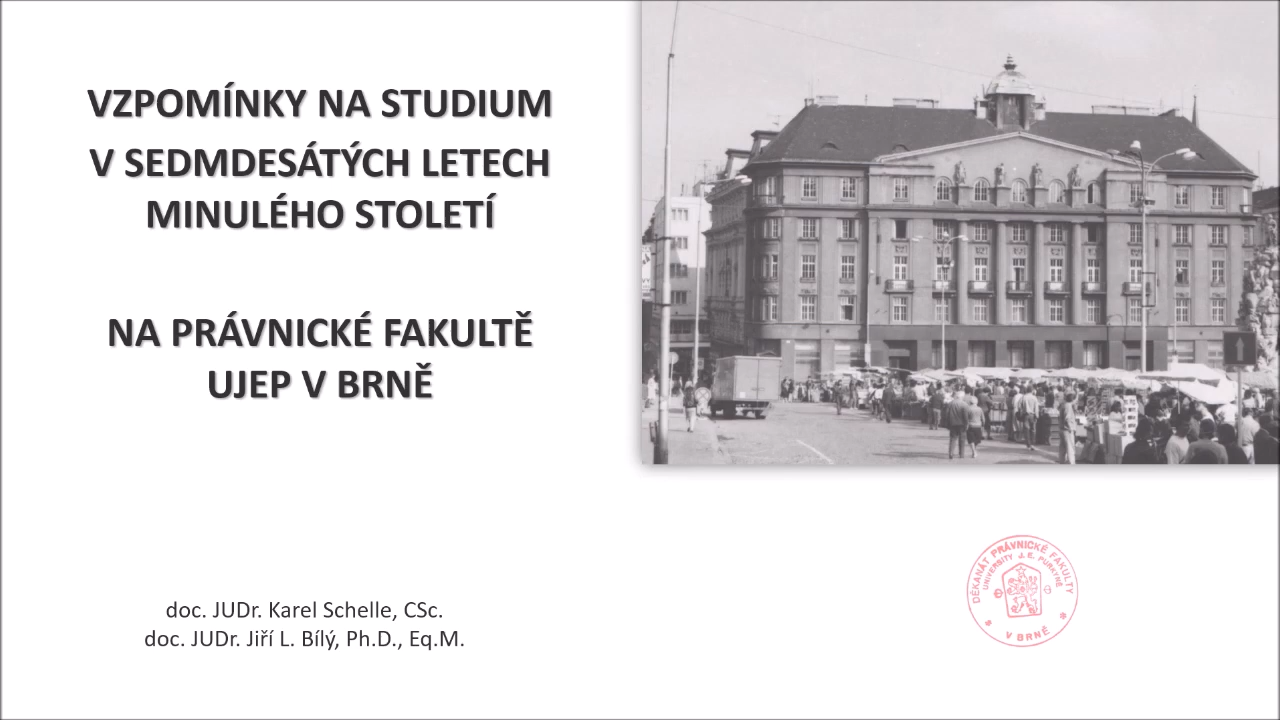 VZPOMÍNKY NA STUDIUM
V SEDMDESÁTÝCH LETECH
MINULÉHO STOLETÍ
NA PRÁVNICKÉ FAKULTĚ
UJEP V BRNĚ
doc. JUDr. Karel Schelle, CSc.
doc. JUDr. Jiří L. Bílý, Ph.D., Eq.M.
DĚKANÁT PRÁVNICKÉ FAKULTY
UNIVERSITY J. E. PURKYNĚ
* V BRNĚ *